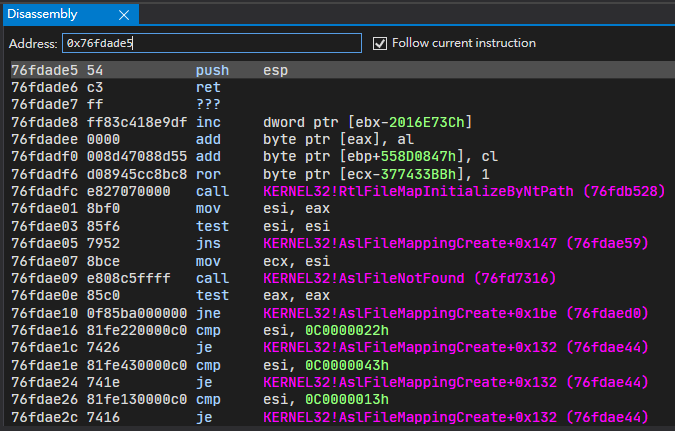 Disassembly
Address: 0x76fdade5 Follow current instruction
76fdade5 54 push esp
76fdade6 c3 ret
76fdade7 ff ???
76fdade8 ff83c418e9df inc dword ptr [ebx-2016E73Ch]
76fdadee 0000 add byte ptr [eax], al
76fdadf0 008d47088d55 add byte ptr [ebp+558D0847h], cl
76fdadf6 d08945cc8bc8 ror byte ptr [ecx-377433BBh], 1
76fdadfc e827070000 call KERNEL32!RtlFileMapInitializeByNtPath (76fdb528)
76fdae01 8bf0 mov esi, eax
76fdae03 85f6 test esi, esi
76fdae05 7952 jns KERNEL32!AslFileMappingCreate+0x147 (76fdae59)
76fdae07 8bce mov ecx, esi
76fdae09 e808c5ffff call KERNEL32!AslFileNotFound (76fd7316)
76fdae0e 85c0 test eax, eax
76fdae10 0f85ba000000 jne KERNEL32!AslFileMappingCreate+0x1be (76fdaed0)
76fdae16 81fe220000c0 cmp esi, 0C0000022h
76fdae1c 7426 je KERNEL32!AslFileMappingCreate+0x132 (76fdae44)
76fdae1e 81fe430000c0 cmp esi, 0C0000043h
76fdae24 741e je KERNEL32!AslFileMappingCreate+0x132 (76fdae44)
76fdae26 81fe130000c0 cmp esi, 0C0000013h
76fdae2c 7416 je KERNEL32!AslFileMappingCreate+0x132 (76fdae44)